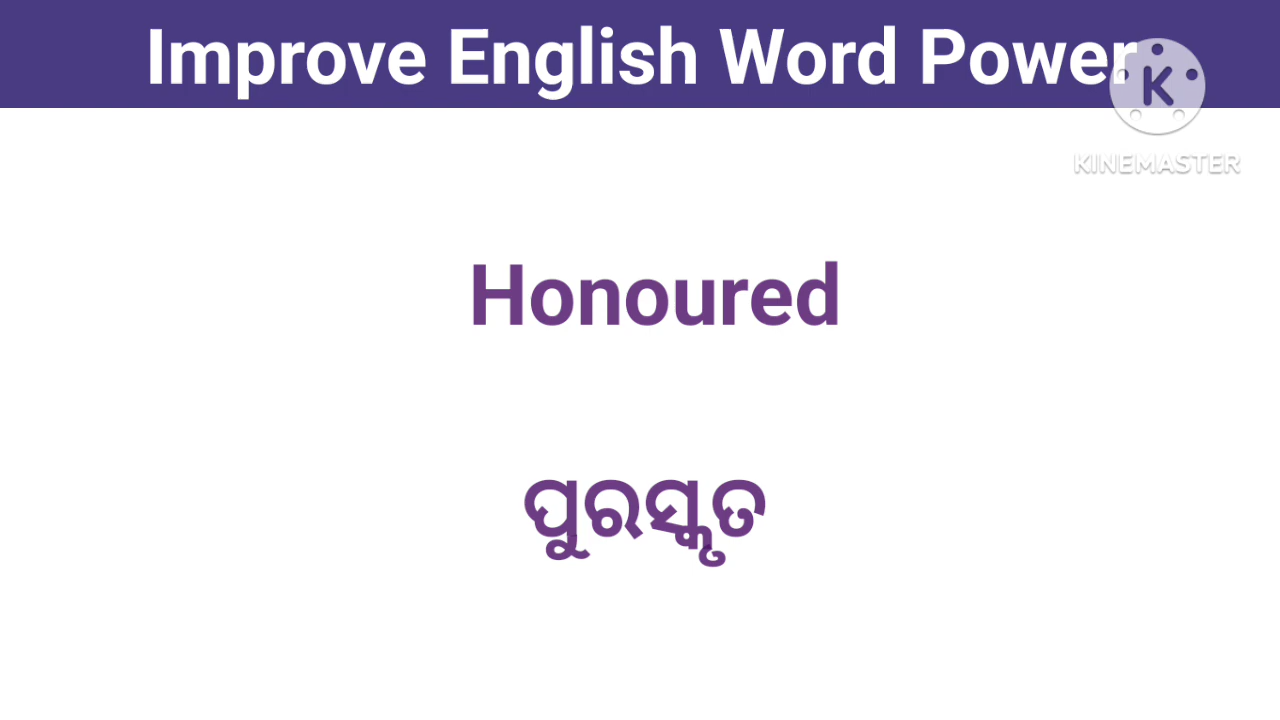 Improve English Word Power
K
KINEMASTER
Honoured
ପୁରସ୍କୃତ